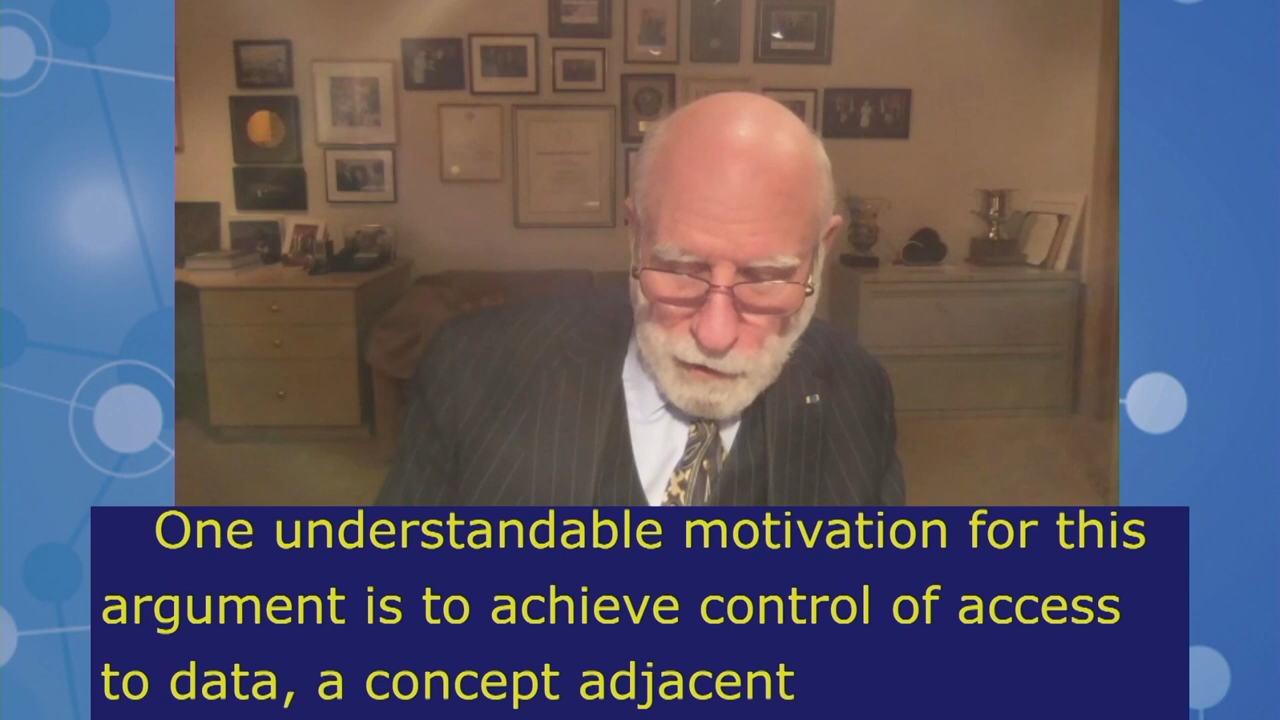 One understandable motivation for this
argument is to achieve control of access
to data, a concept adjacent